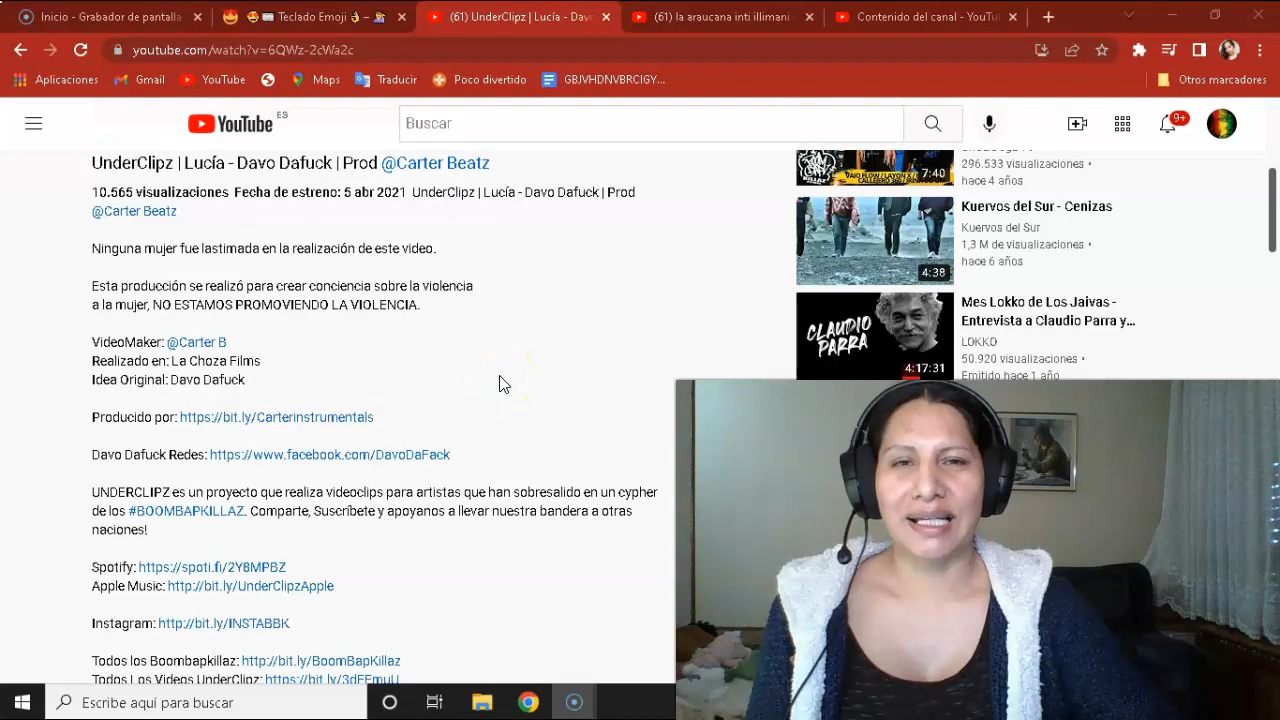 Inicio - Grabador de pantalla
Teclado Emoji
(61) UnderClipz | Lucía - Davo
(61) la araucana inti illimani -
Contenido del canal - YouTu
youtube.com/watch?v=6QWz-2cWa2c
Aplicaciones
Gmail
YouTube
Maps
Traducir
Poco divertido
GBJVHDNVBRCIGY...
Otros marcadores
YouTube ES
Buscar
9+
UnderClipz | Lucía - Davo Dafuck | Prod @Carter Beatz
10.565 visualizaciones Fecha de estreno: 5 abr 2021 UnderClipz | Lucía - Davo Dafuck | Prod
@Carter Beatz
Ninguna mujer fue lastimada en la realización de este video.
Esta producción se realizó para crear conciencia sobre la violencia
a la mujer, NO ESTAMOS PROMOVIENDO LA VIOLENCIA.
VideoMaker: @Carter B
Realizado en: La Choza Films
Idea Original: Davo Dafuck
Producido por: https://bit.ly/Carterinstrumentals
Davo Dafuck Redes: https://www.facebook.com/DavoDaFack
UNDERCLIPZ es un proyecto que realiza videoclips para artistas que han sobresalido en un cypher
de los #BOOMBAPKILLAZ. Comparte, Suscríbete y apoyanos a llevar nuestra bandera a otras
naciones!
Spotify: https://spoti.fi/2Y8MPBZ
Apple Music: http://bit.ly/UnderClipzApple
Instagram: http://bit.ly/INSTABBK
Todos los Boombapkillaz: http://bit.ly/BoomBapKillaz
Todos Los Videos UnderClipz: https://bit.ly/3dFFmuU
7:40
296.533 visualizaciones •
hace 4 años
4:38
Kuervos del Sur - Cenizas
Kuervos del Sur
1,3 M de visualizaciones •
hace 6 años
CLAUDIO
PARRA
4:17:31
Mes Lokko de Los Jaivas -
Entrevista a Claudio Parra y...
LOKKO
50.920 visualizaciones •
Emitido hace 1 año
Escribe aquí para buscar